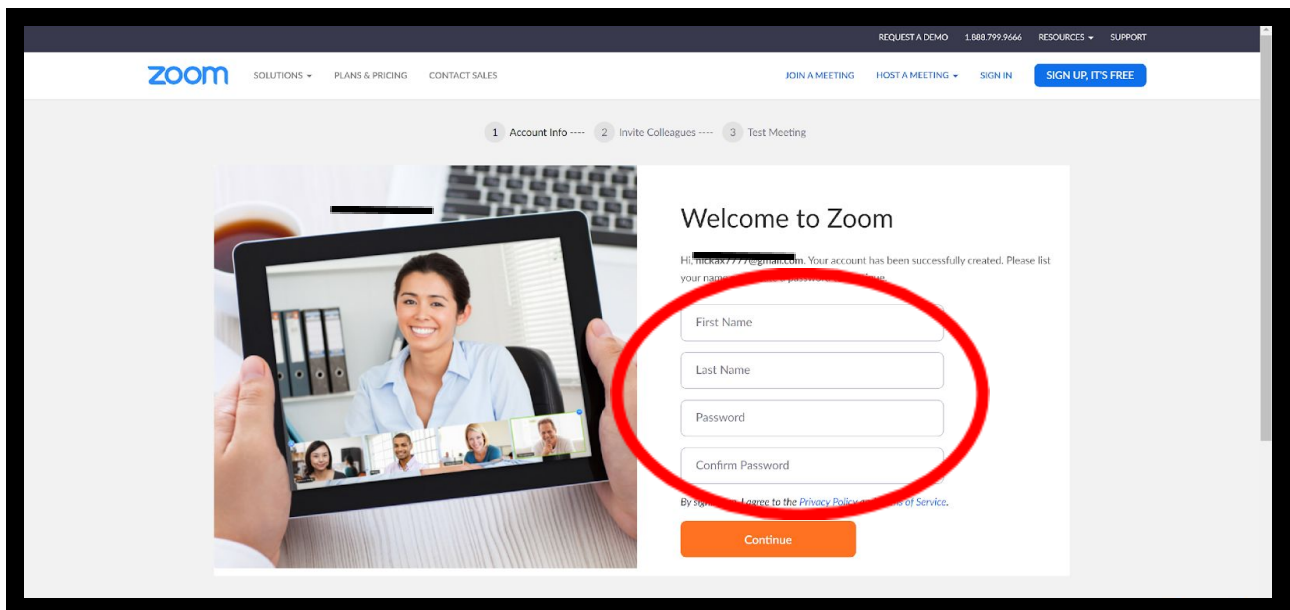 REQUEST A DEMO 1.888.799.9666 RESOURCES SUPPORT
zoom SOLUTIONS PLANS & PRICING CONTACT SALES JOIN A MEETING HOST A MEETING SIGN IN SIGN UP, IT'S FREE
1 Account Info ---- 2 Invite Colleagues ---- 3 Test Meeting
Welcome to Zoom
Hi, Your account has been successfully created. Please list
your name
First Name
Last Name
Password
Confirm Password
By I agree to the Privacy Policy of Service.
Continue